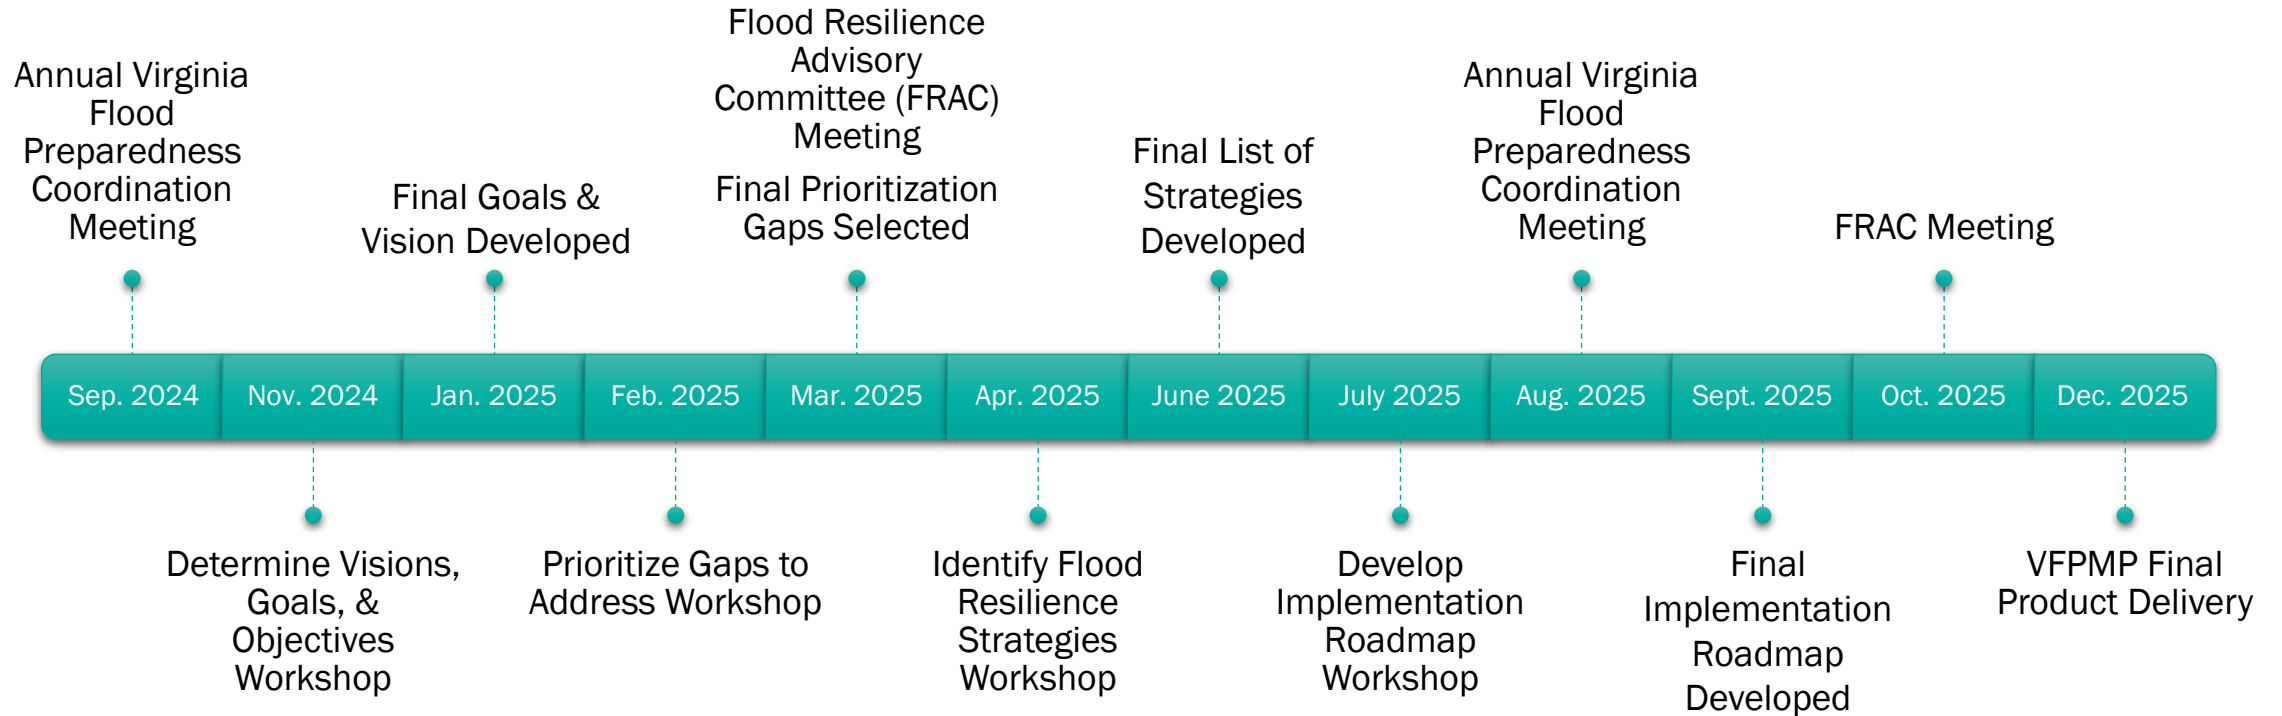 Annual Virginia
Flood
Preparedness
Coordination
Meeting
Final Goals &
Vision Developed
Flood Resilience
Advisory
Committee (FRAC)
Meeting
Final Prioritization
Gaps Selected
Final List of
Strategies
Developed
Annual Virginia
Flood
Preparedness
Coordination
Meeting
FRAC Meeting
Sep. 2024
Nov. 2024
Jan. 2025
Feb. 2025
Mar. 2025
Apr. 2025
June 2025
July 2025
Aug. 2025
Sept. 2025
Oct. 2025
Dec. 2025
Determine Visions,
Goals, &
Objectives
Workshop
Prioritize Gaps to
Address Workshop
Identify Flood
Resilience
Strategies
Workshop
Develop
Implementation
Roadmap
Workshop
Final
Implementation
Roadmap
Developed
VFPMP Final
Product Delivery